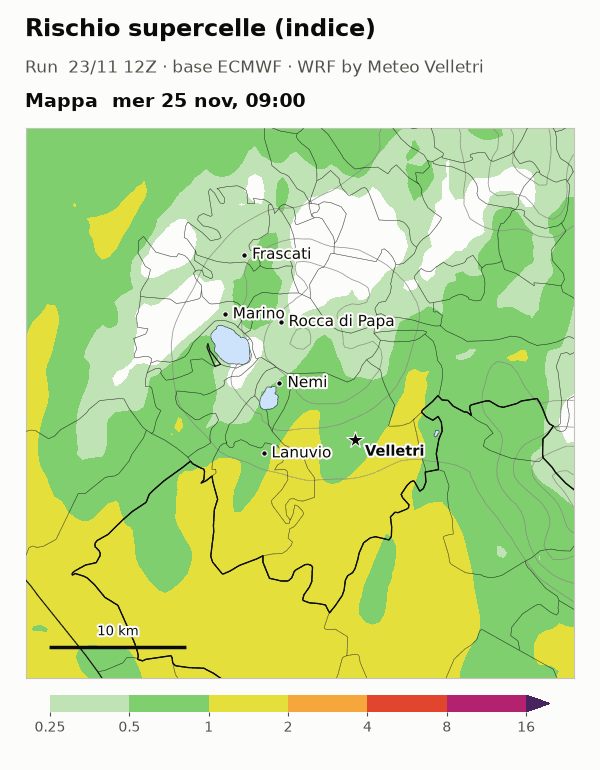 Rischio supercelle (indice)
Run  23/11 12Z · base ECMWF · WRF by Meteo Velletri
Mappa  mer 25 nov, 09:00
Frascati
Marino
Rocca di Papa
Nemi
Velletri
Lanuvio
10 km
0.25 0.5 1 2 4 8 16